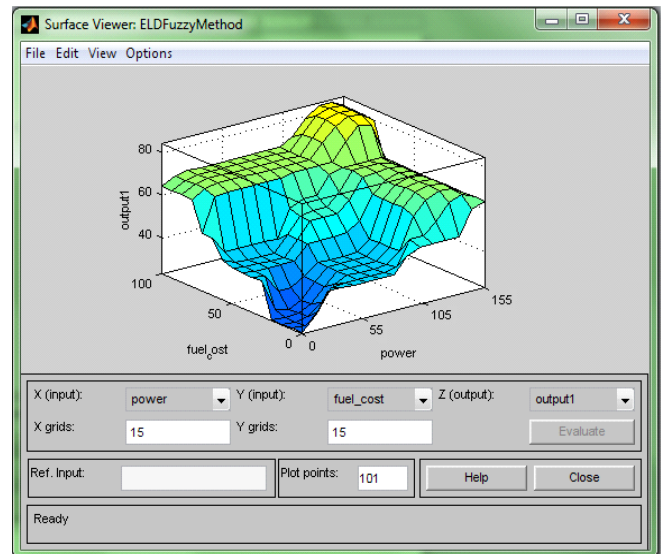 Surface Viewer: ELDFuzzyMethod
File Edit View Options
80
60
40
output1
100
50
0
fuel_cost
0
55
105
155
power
X (input): power Y (input): fuel_cost Z (output): output1
X grids: 15 Y grids: 15 Evaluate
Ref. Input: Plot points: 101 Help Close
Ready